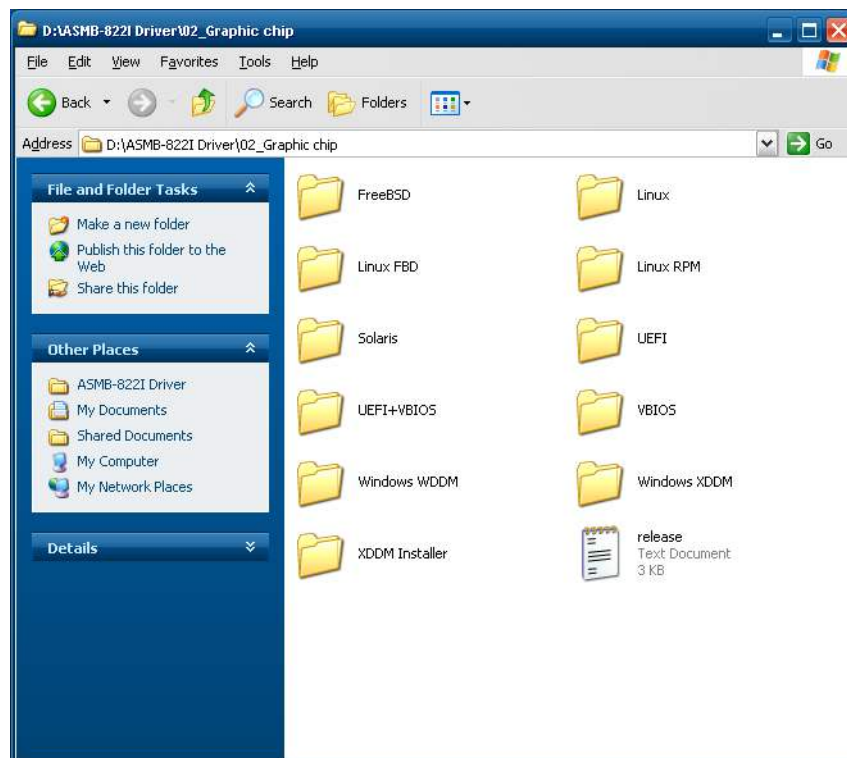 D:\ASMB-822I Driver\02_Graphic chip
File Edit View Favorites Tools Help
Back Search Folders
Address D:\ASMB-822I Driver\02_Graphic chip Go
File and Folder Tasks
Make a new folder
Publish this folder to the
Web
Share this folder
Other Places
ASMB-822I Driver
My Documents
Shared Documents
My Computer
My Network Places
Details
FreeBSD
Linux
Linux FBD
Linux RPM
Solaris
UEFI
UEFI+VBIOS
VBIOS
Windows WDDM
Windows XDDM
XDDM Installer
release
Text Document
3 KB